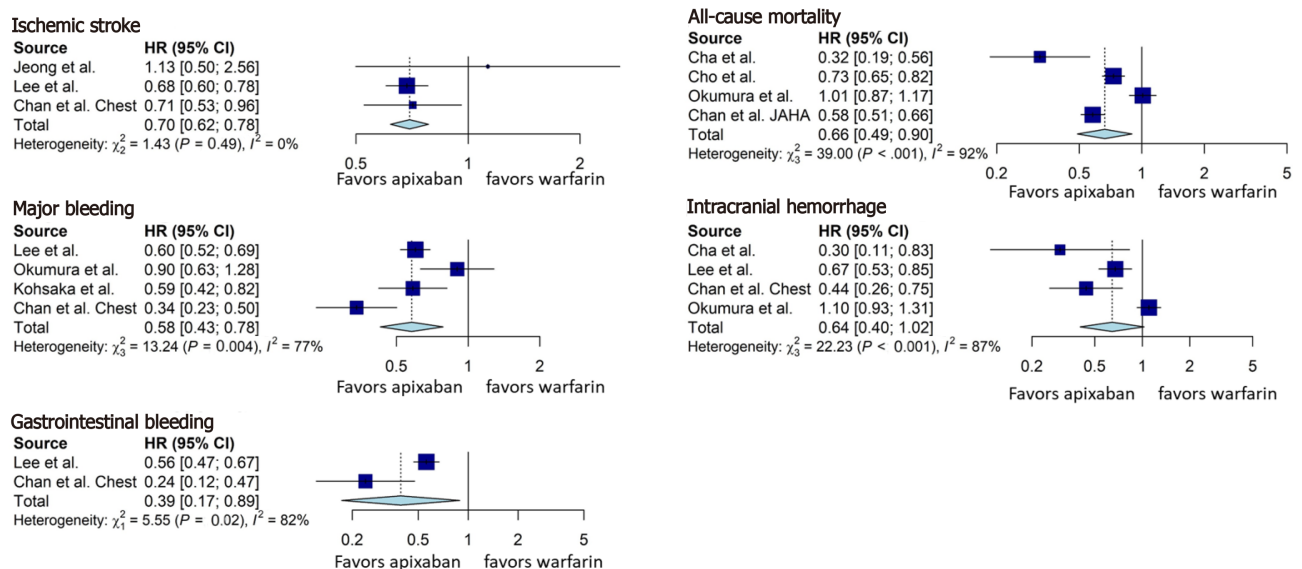 Ischemic stroke
Source HR (95% CI)
Jeong et al. 1.13 [0.50; 2.56]
Lee et al. 0.68 [0.60; 0.78]
Chan et al. Chest 0.71 [0.53; 0.96]
Total 0.70 [0.62; 0.78]
Heterogeneity: χ²₂ = 1.43 (P = 0.49), I² = 0%
0.5 1 2
Favors apixaban favors warfarin
Major bleeding
Source HR (95% CI)
Lee et al. 0.60 [0.52; 0.69]
Okumura et al. 0.90 [0.63; 1.28]
Kohsaka et al. 0.59 [0.42; 0.82]
Chan et al. Chest 0.34 [0.23; 0.50]
Total 0.58 [0.43; 0.78]
Heterogeneity: χ²₃ = 13.24 (P = 0.004), I² = 77%
0.5 1 2
Favors apixaban favors warfarin
Gastrointestinal bleeding
Source HR (95% CI)
Lee et al. 0.56 [0.47; 0.67]
Chan et al. Chest 0.24 [0.12; 0.47]
Total 0.39 [0.17; 0.89]
Heterogeneity: χ²₁ = 5.55 (P = 0.02), I² = 82%
0.2 0.5 1 2 5
Favors apixaban favors warfarin
All-cause mortality
Source HR (95% CI)
Cha et al. 0.32 [0.19; 0.56]
Cho et al. 0.73 [0.65; 0.82]
Okumura et al. 1.01 [0.87; 1.17]
Chan et al. JAHA 0.58 [0.51; 0.66]
Total 0.66 [0.49; 0.90]
Heterogeneity: χ²₃ = 39.00 (P < .001), I² = 92%
0.2 0.5 1 2 5
Favors apixaban favors warfarin
Intracranial hemorrhage
Source HR (95% CI)
Cha et al. 0.30 [0.11; 0.83]
Lee et al. 0.67 [0.53; 0.85]
Chan et al. Chest 0.44 [0.26; 0.75]
Okumura et al. 1.10 [0.93; 1.31]
Total 0.64 [0.40; 1.02]
Heterogeneity: χ²₃ = 22.23 (P < 0.001), I² = 87%
0.2 0.5 1 2 5
Favors apixaban favors warfarin